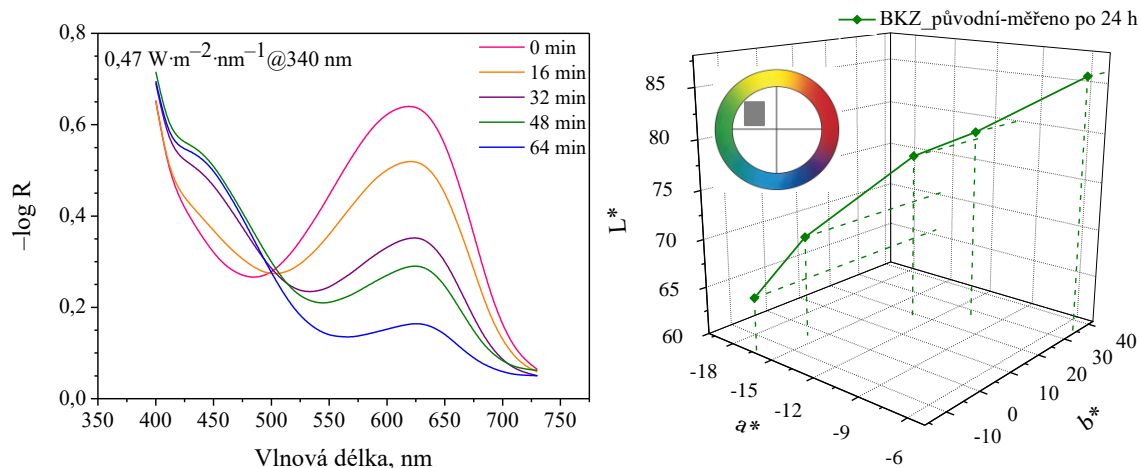 0,47 W·m⁻²·nm⁻¹@340 nm
0 min
16 min
32 min
48 min
64 min
0,8
0,6
0,4
0,2
0,0
−log R
350 400 450 500 550 600 650 700 750
Vlnová délka, nm
BKZ_původní-měřeno po 24 h
85
80
75
70
65
60
L*
-18
-15
-12
-9
-6
a*
-10
0
10
20
30
40
b*